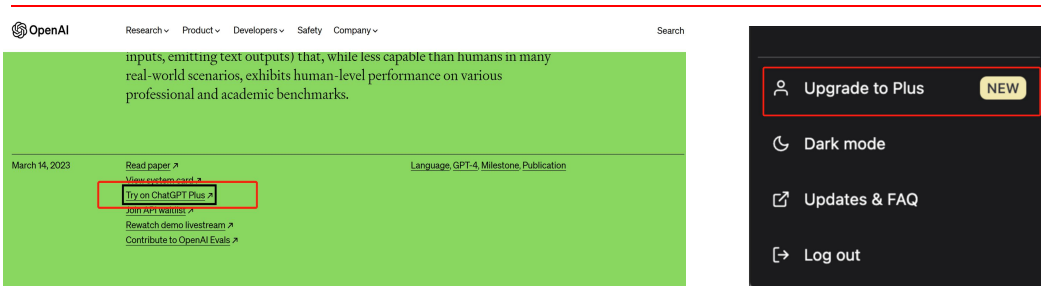 OpenAI
Research Product Developers Safety Company
Search
inputs, emitting text outputs) that, while less capable than humans in many
real-world scenarios, exhibits human-level performance on various
professional and academic benchmarks.
March 14, 2023
Read paper ↗
View system card ↗
Try on ChatGPT Plus ↗
Join API waitlist ↗
Rewatch demo livestream ↗
Contribute to OpenAI Evals ↗
Language, GPT-4, Milestone, Publication
Upgrade to Plus NEW
Dark mode
Updates & FAQ
Log out